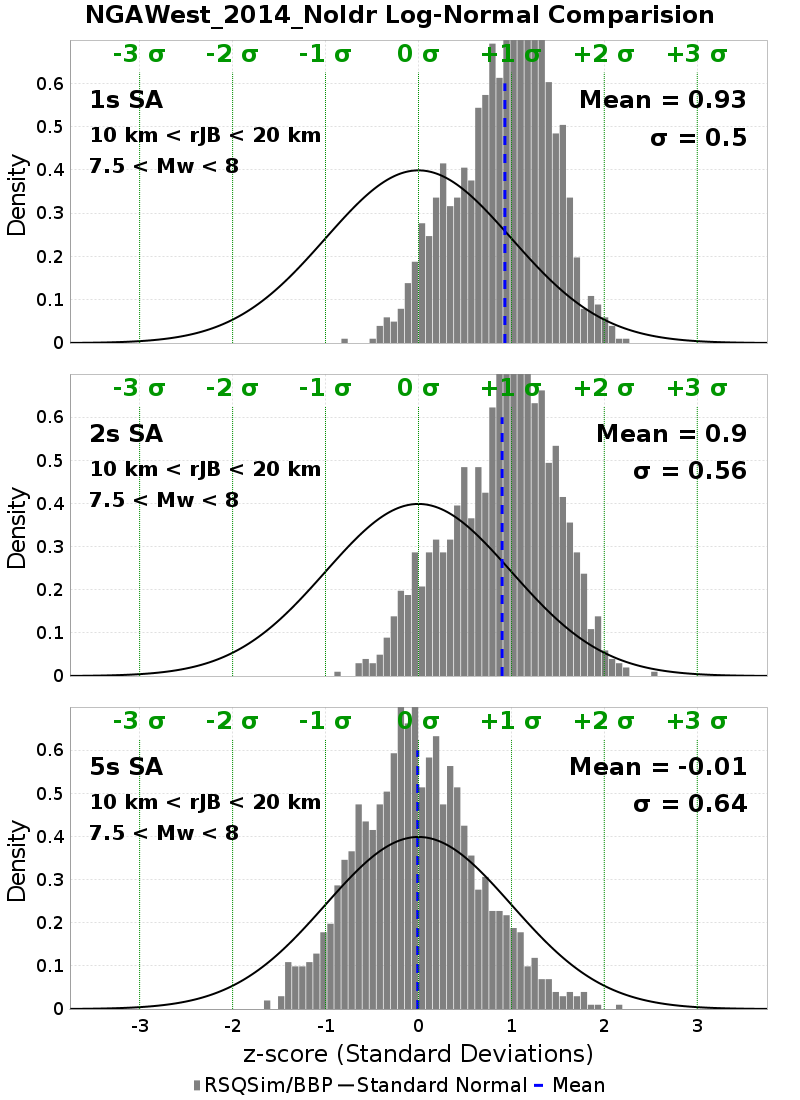 NGAWest_2014_NoIdr Log-Normal Comparision
-3 σ -2 σ -1 σ 0 σ +1 σ +2 σ +3 σ
1s SA
10 km < rJB < 20 km
7.5 < Mw < 8
Mean = 0.93
σ = 0.5
Density
0.6
0.5
0.4
0.3
0.2
0.1
0
-3 σ -2 σ -1 σ 0 σ +1 σ +2 σ +3 σ
2s SA
10 km < rJB < 20 km
7.5 < Mw < 8
Mean = 0.9
σ = 0.56
Density
0.6
0.5
0.4
0.3
0.2
0.1
0
-3 σ -2 σ -1 σ 0 σ +1 σ +2 σ +3 σ
5s SA
10 km < rJB < 20 km
7.5 < Mw < 8
Mean = -0.01
σ = 0.64
Density
0.6
0.5
0.4
0.3
0.2
0.1
0
-3 -2 -1 0 1 2 3
z-score (Standard Deviations)
RSQSim/BBP Standard Normal Mean